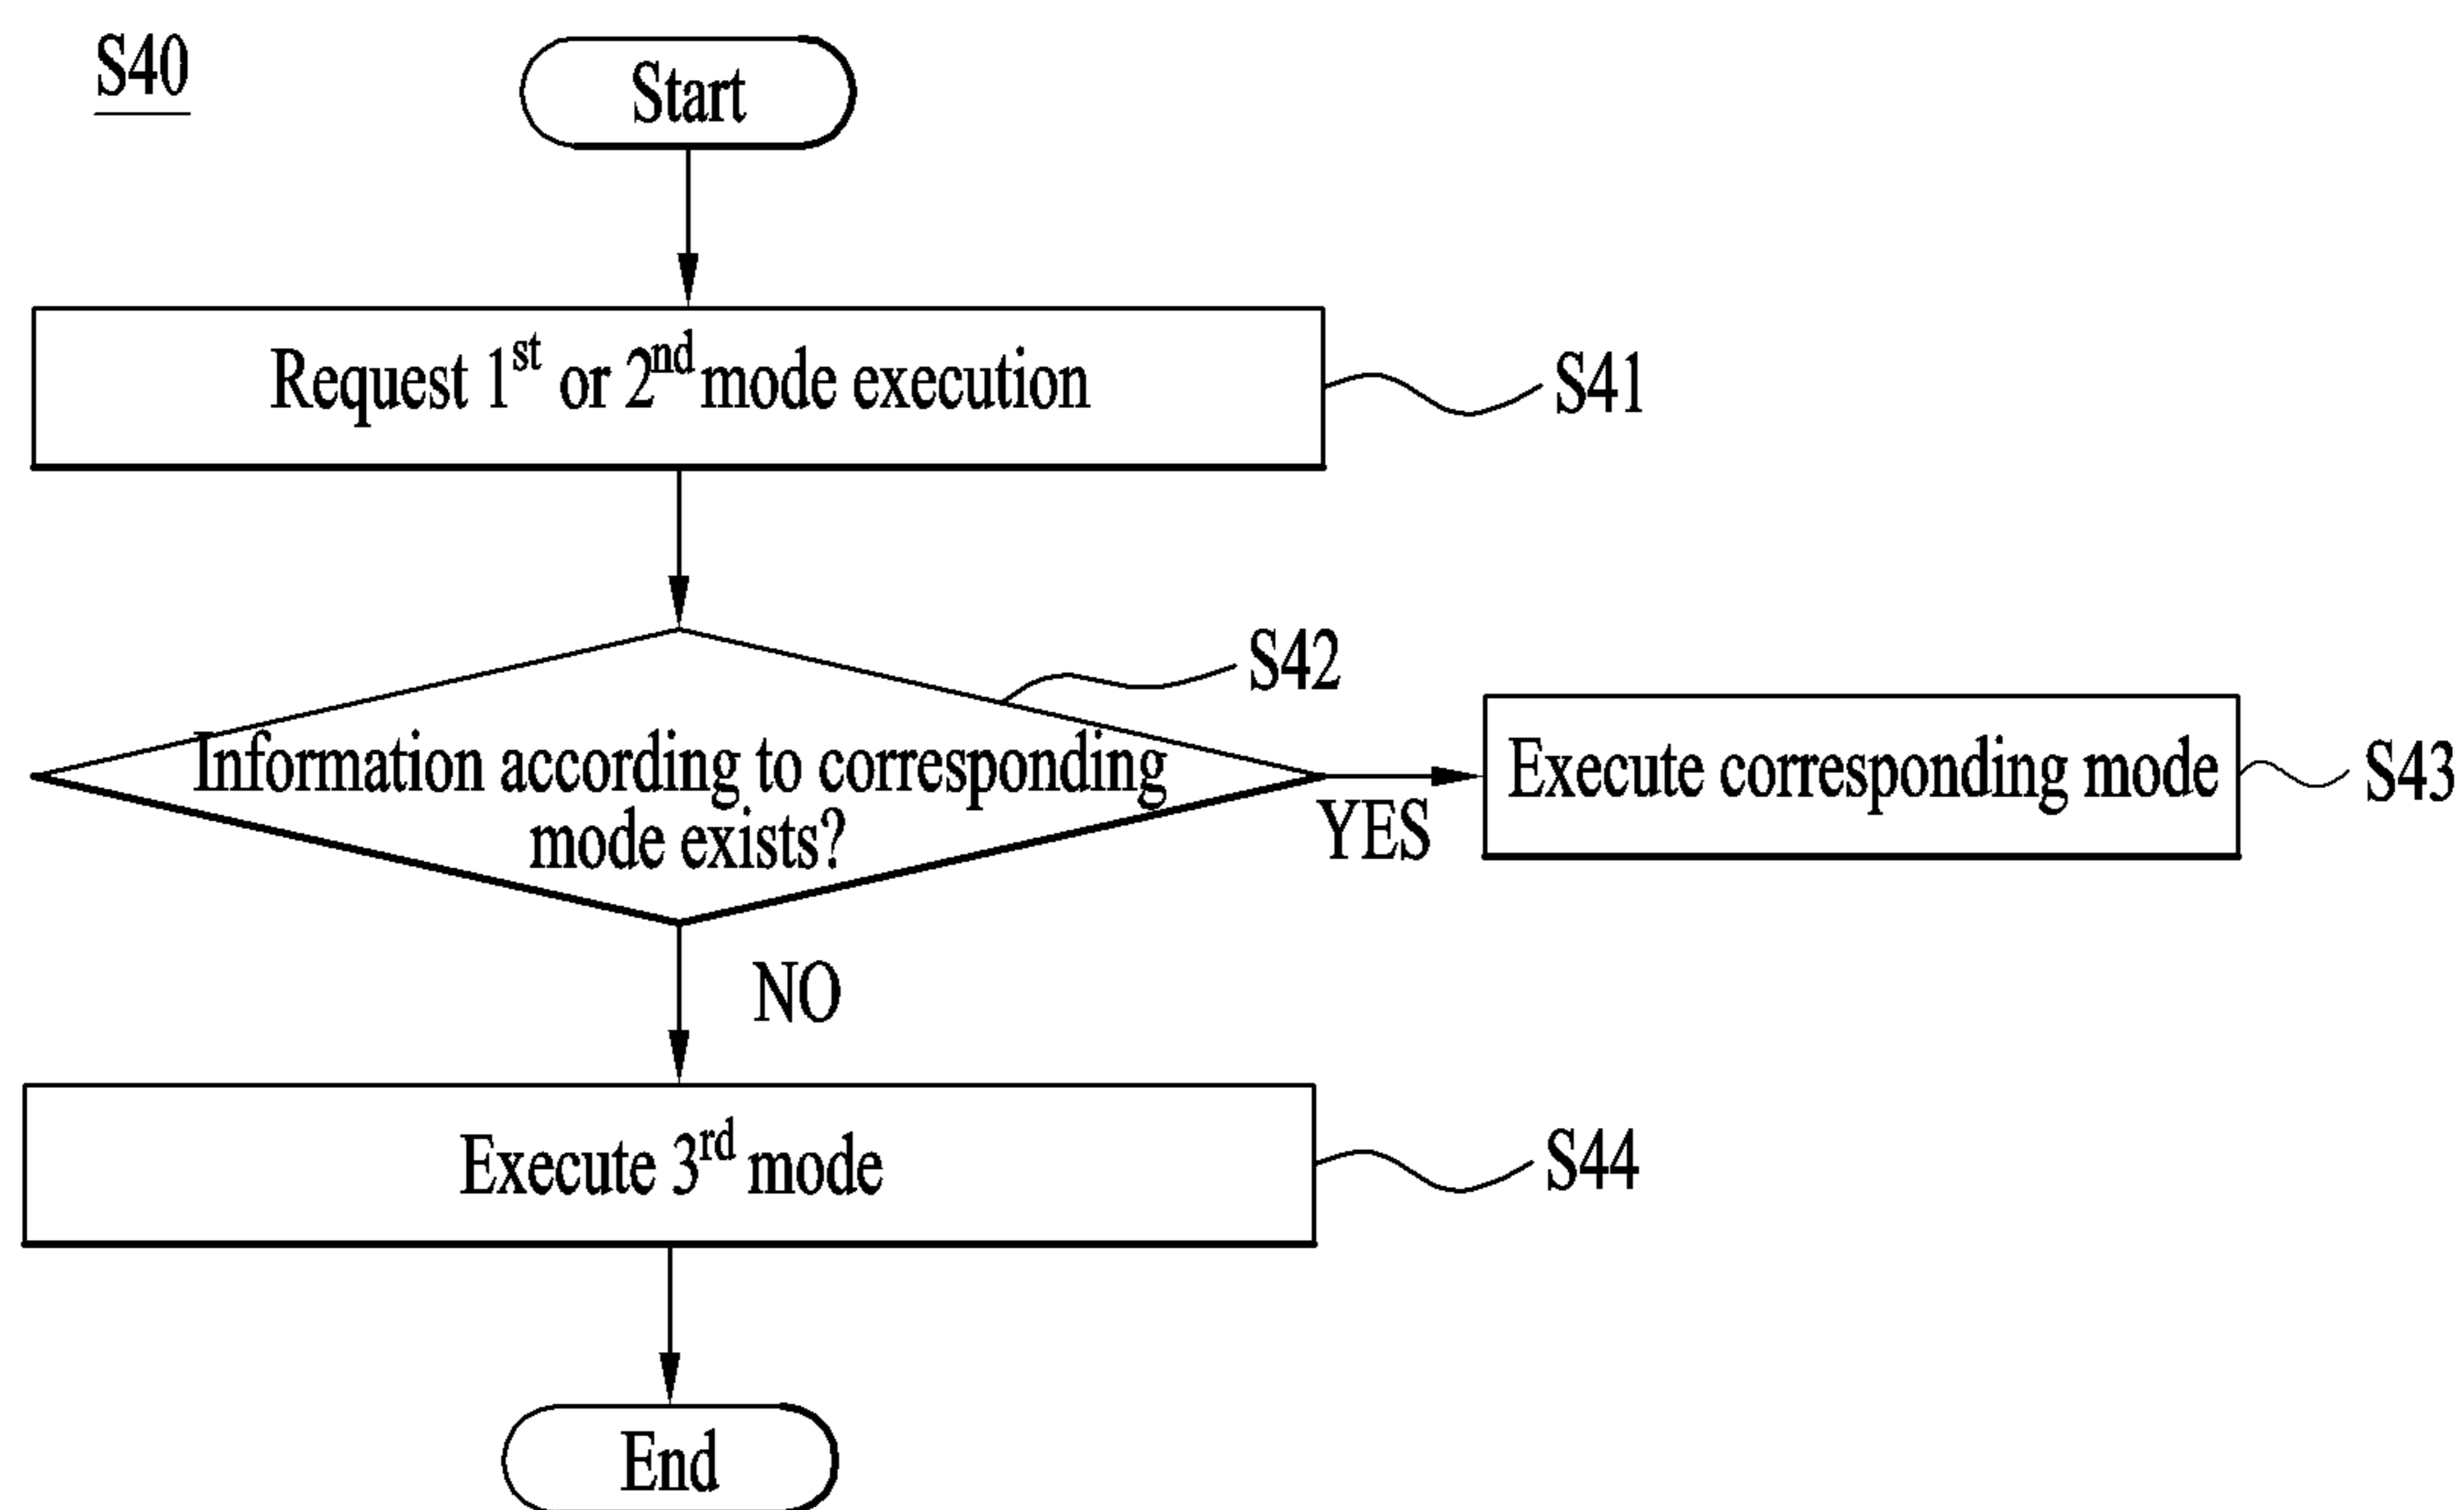 S40
Start
Request 1st or 2nd mode execution
S41
S42
Information according to corresponding
mode exists?
YES
Execute corresponding mode
S43
NO
Execute 3rd mode
S44
End